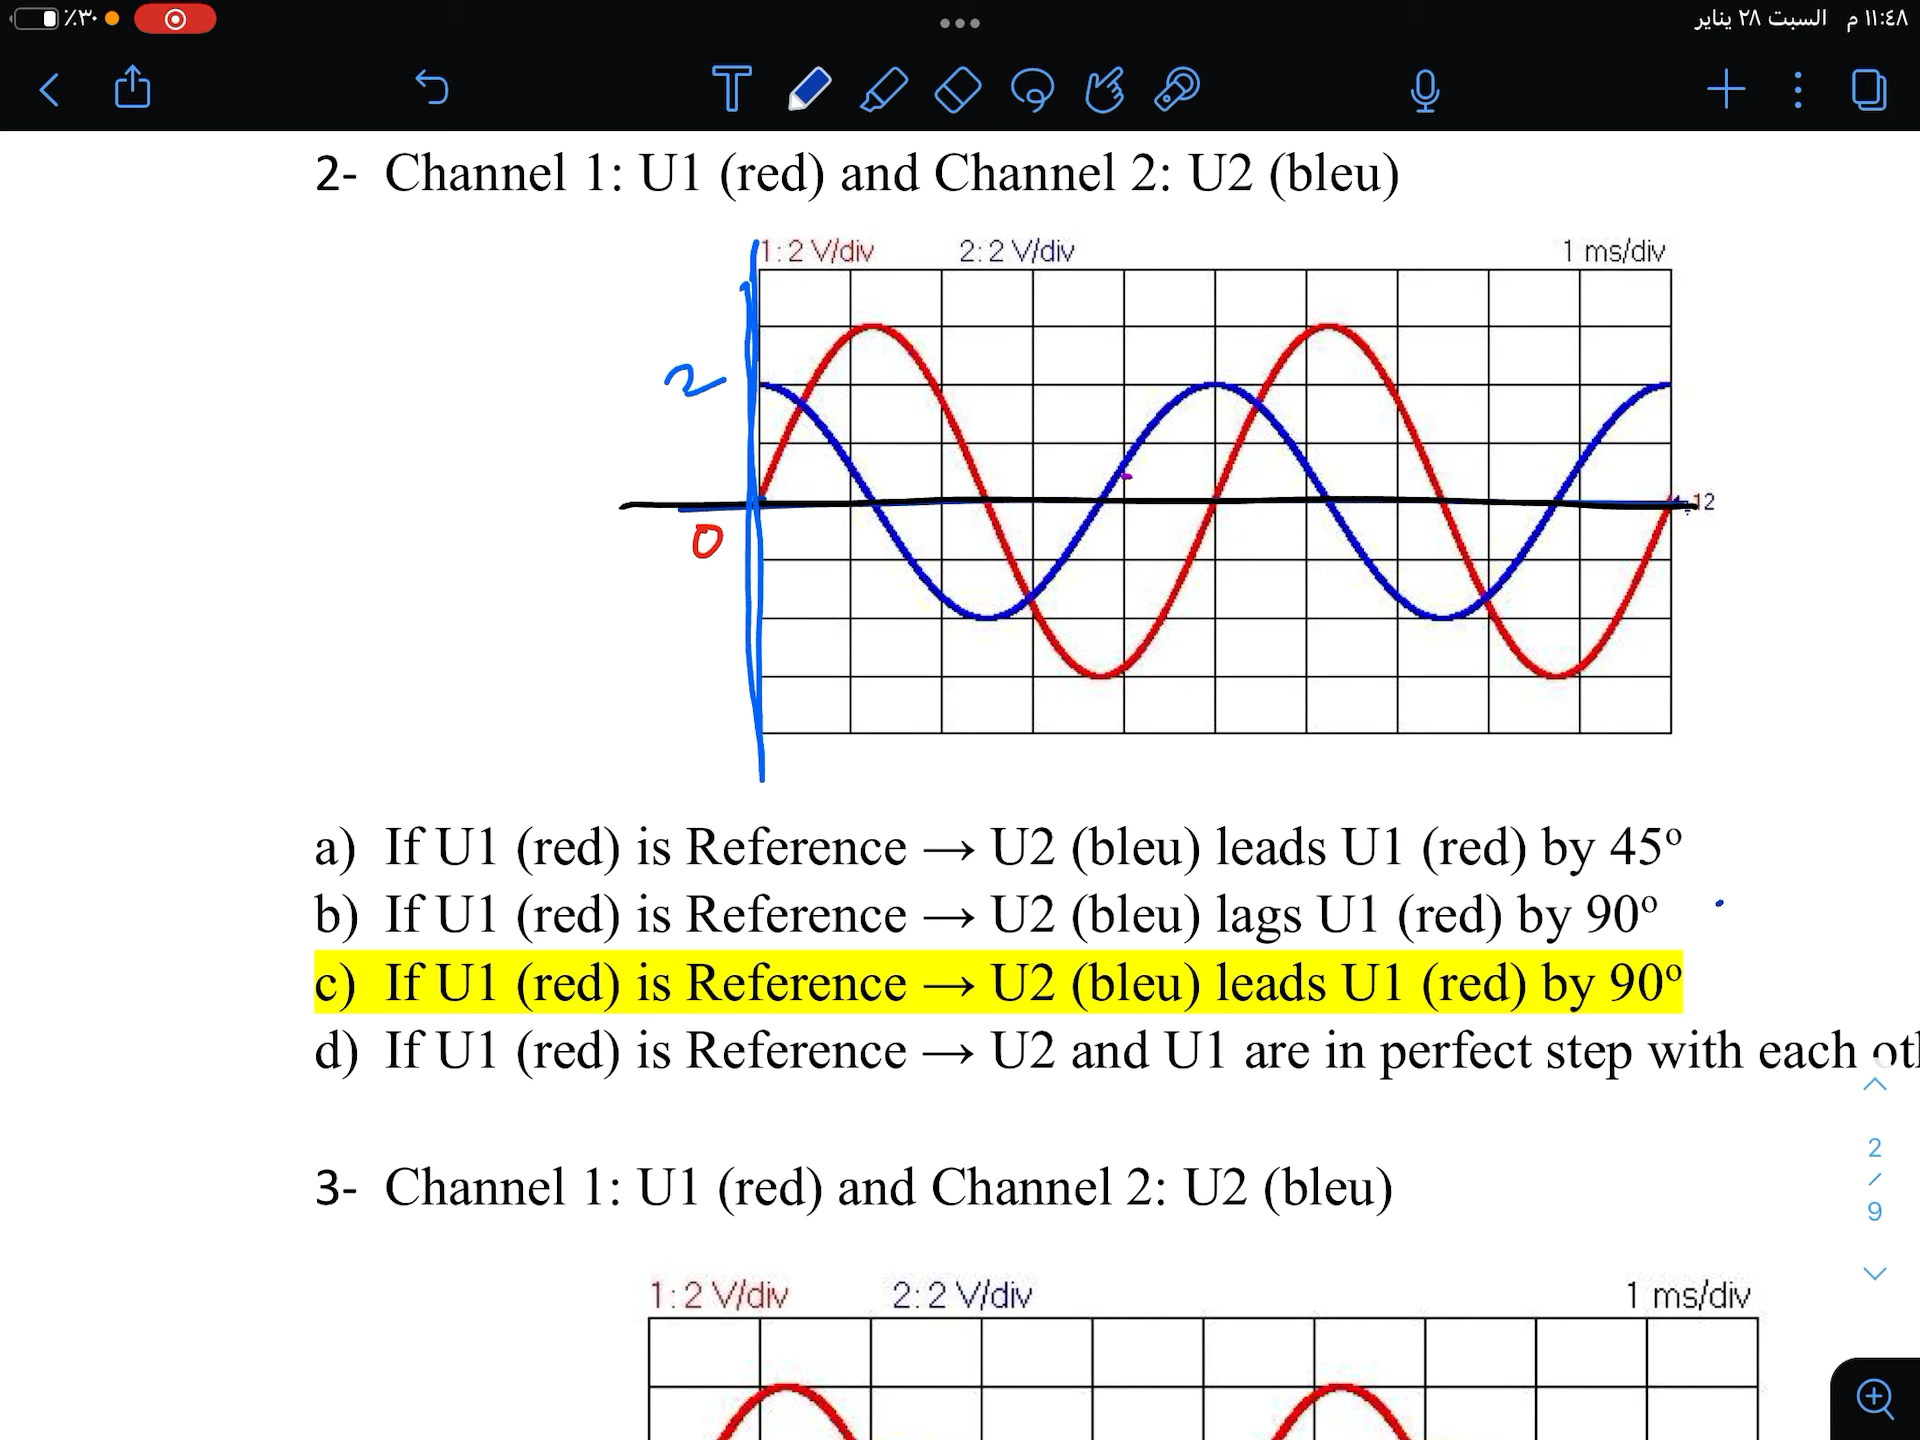 ٪٣٠
١١:٤٨ م السبت ٢٨ يناير
2- Channel 1: U1 (red) and Channel 2: U2 (bleu)
1: 2 V/div 2: 2 V/div 1 ms/div
2
12
0
a) If U1 (red) is Reference → U2 (bleu) leads U1 (red) by 45º
b) If U1 (red) is Reference → U2 (bleu) lags U1 (red) by 90º
c) If U1 (red) is Reference → U2 (bleu) leads U1 (red) by 90º
d) If U1 (red) is Reference → U2 and U1 are in perfect step with each
2
/
9
3- Channel 1: U1 (red) and Channel 2: U2 (bleu)
1: 2 V/div 2: 2 V/div 1 ms/div